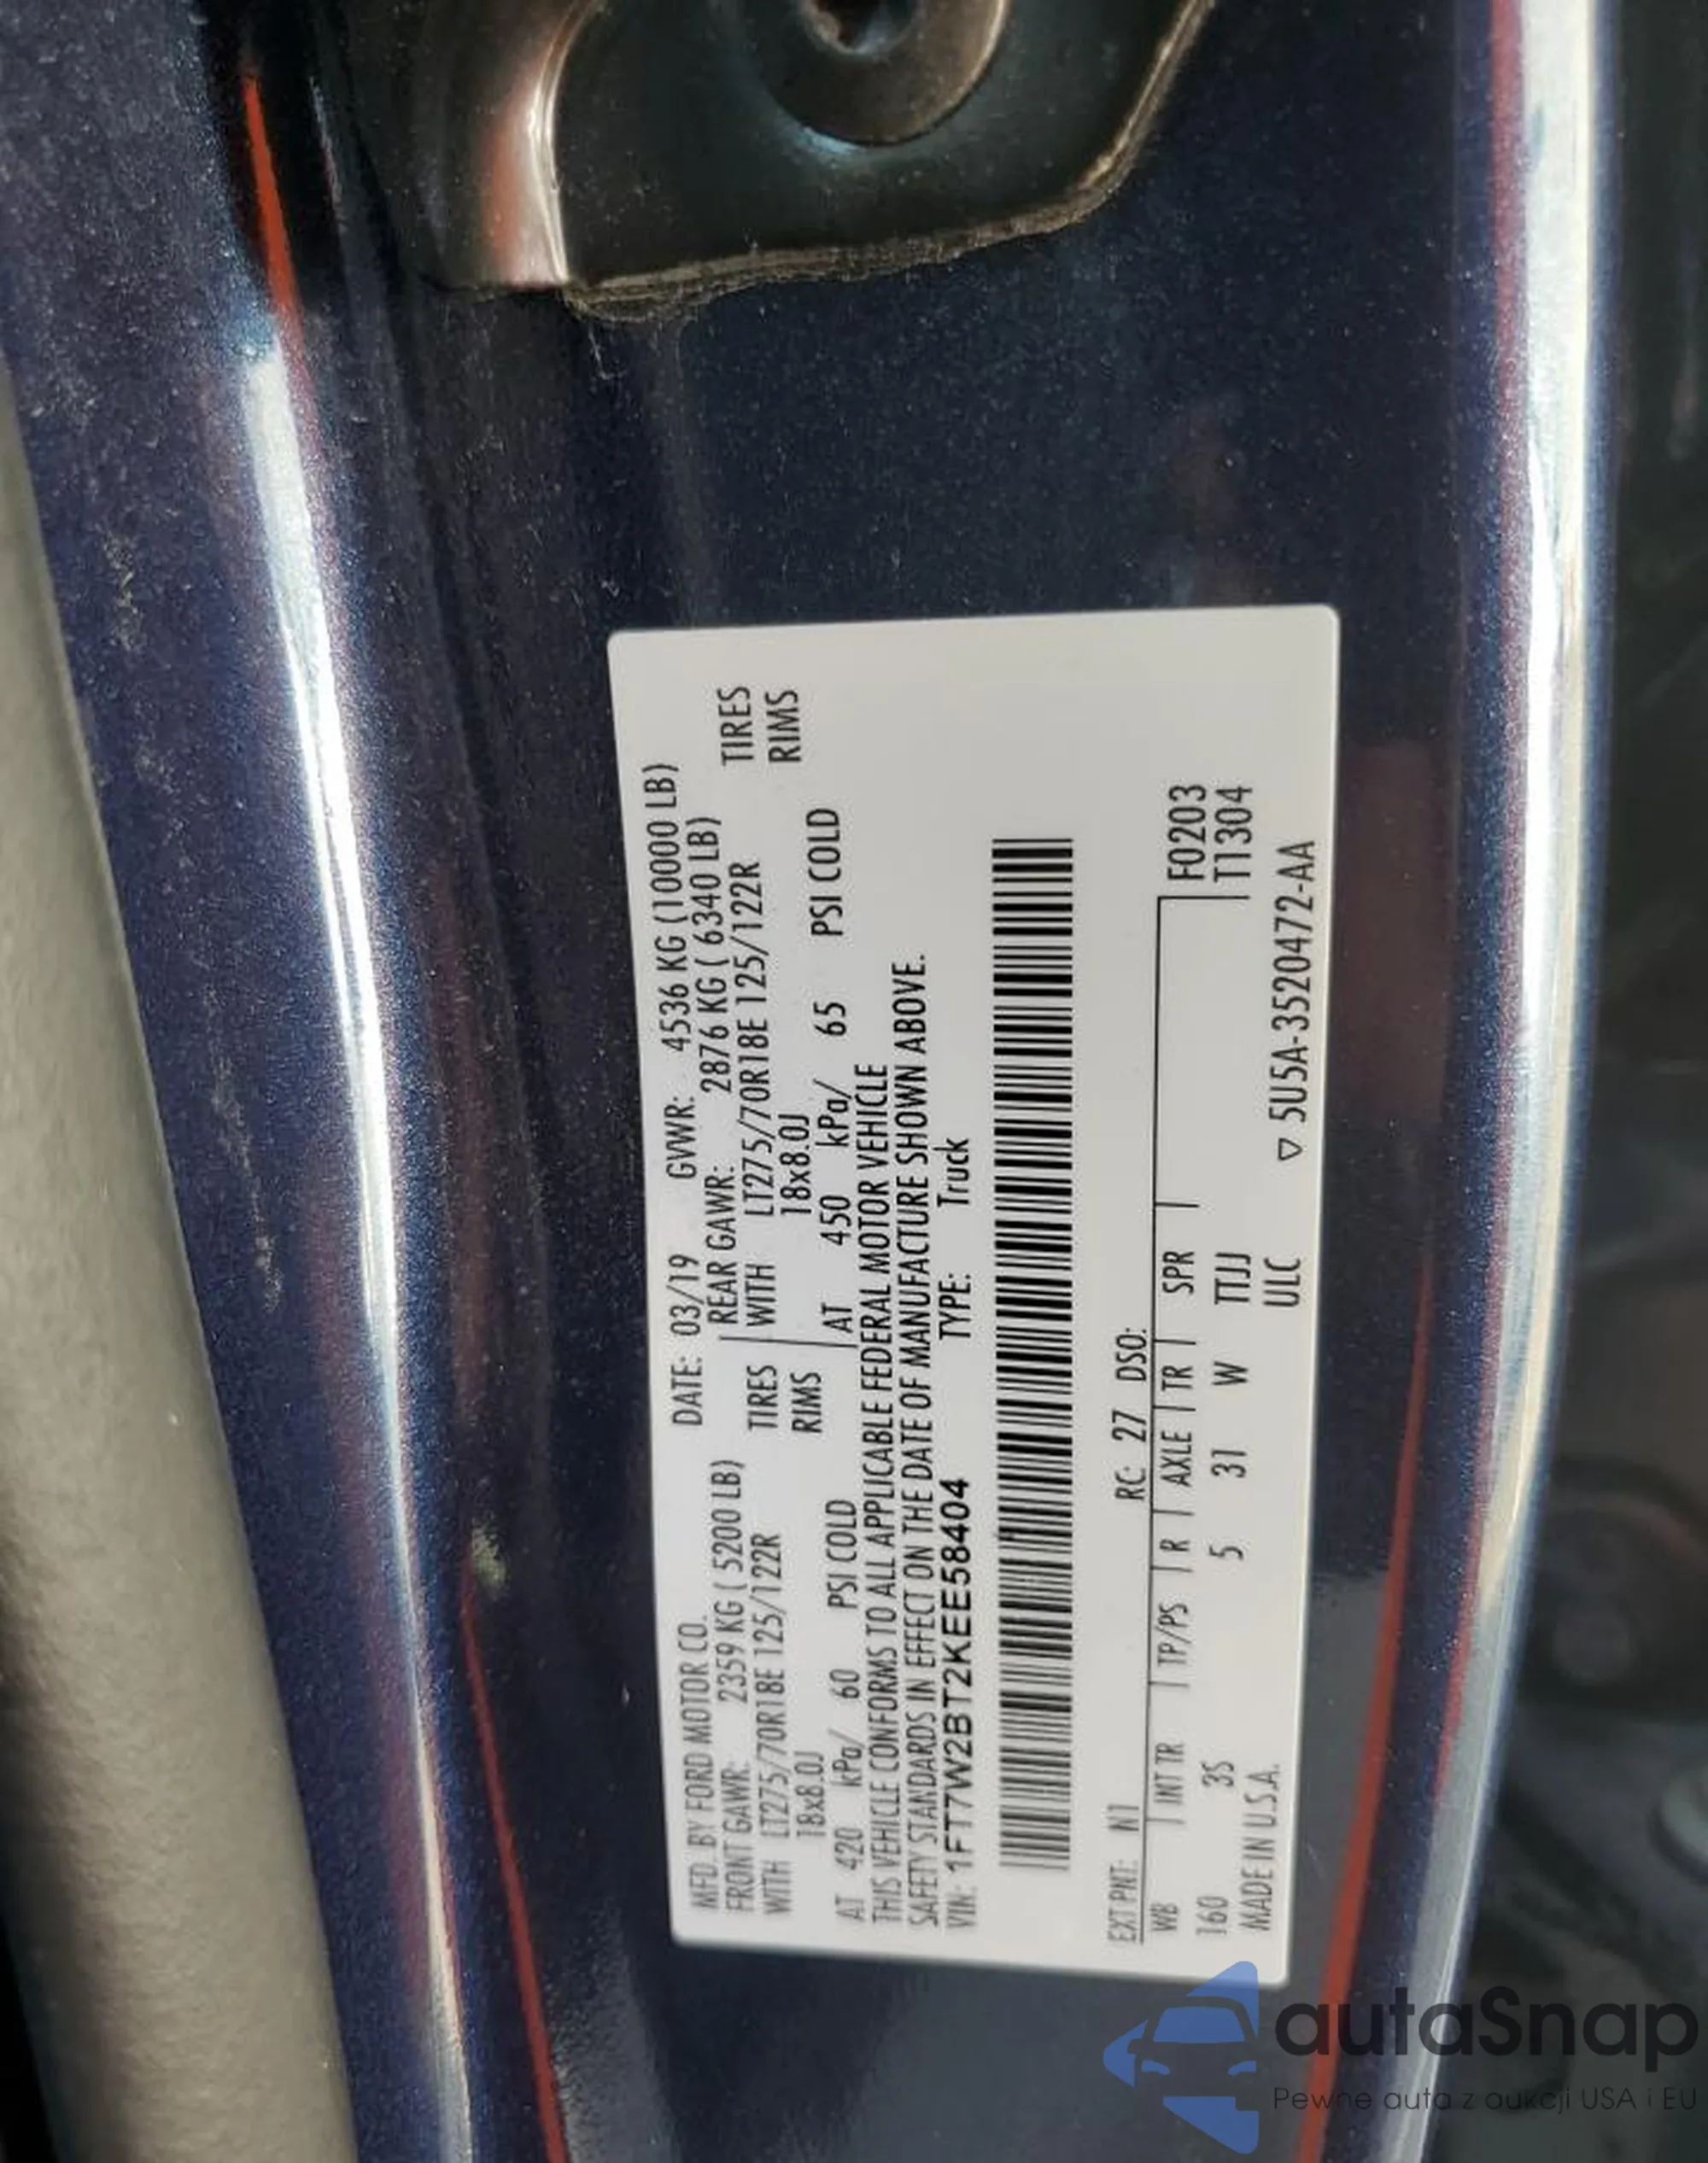 MFD. BY FORD MOTOR CO. DATE: 03/19 GVWR: 4536 KG (10000 LB)
FRONT GAWR: 2359 KG ( 5200 LB) REAR GAWR: 2876 KG ( 6340 LB)
WITH LT275/70R18E 125/122R TIRES WITH LT275/70R18E 125/122R TIRES
18x8.0J RIMS 18x8.0J RIMS
AT 420 kPa/ 60 PSI COLD AT 450 kPa/ 65 PSI COLD
THIS VEHICLE CONFORMS TO ALL APPLICABLE FEDERAL MOTOR VEHICLE
SAFETY STANDARDS IN EFFECT ON THE DATE OF MANUFACTURE SHOWN ABOVE.
VIN: 1FT7W2BT2KEE58404 TYPE: Truck
EXT PNT: N1 RC: 27 DSO:
WB INT TR TP/PS R AXLE TR SPR F0203
160 3S 5 31 W TTJJ T1304
MADE IN U.S.A. ULC ▽ 5U5A-3520472-AA
autaSnap
Pewne auta z aukcji USA i EU